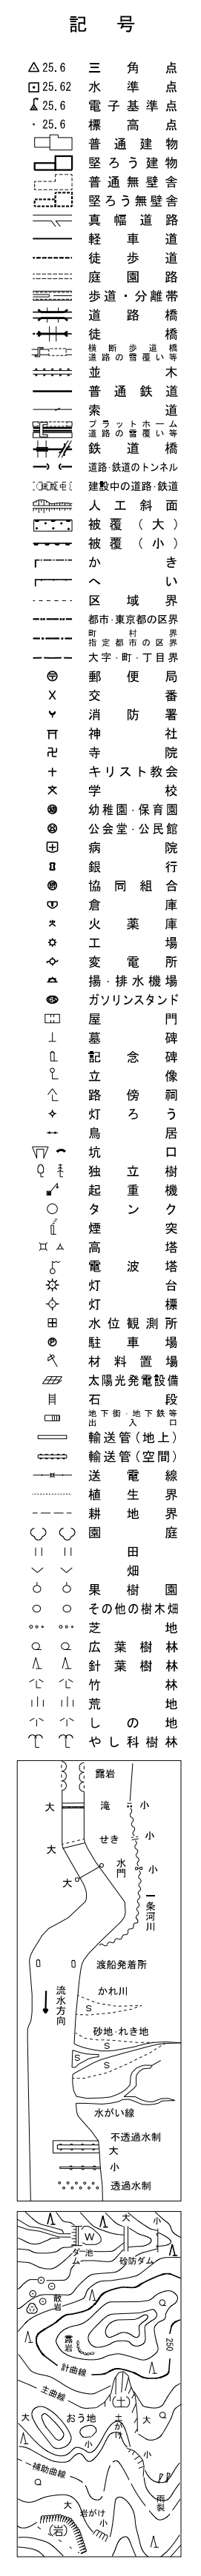 記号
25.6 三角点
25.62 水準点
25.6 電子基準点
25.6 標高点
普通建物
堅ろう建物
普通無壁舎
堅ろう無壁舎
真幅道路
軽車道
徒歩道
庭園路
歩道・分離帯
道路橋
徒橋
横断歩道橋
道路の雪覆い等
並木
普通鉄道
索道
プラットホーム
道路の雪覆い等
鉄道橋
道路・鉄道のトンネル
建設中 建設中の道路・鉄道
人工斜面
被覆（大）
被覆（小）
かき
へい
区域界
都市・東京都の区界
町村界
指定都市の区界
大字・町・丁目界
郵便局
交番
消防署
神社
寺院
キリスト教会
学校
幼稚園・保育園
公会堂・公民館
病院
銀行
協同組合
倉庫
火薬庫
工場
変電所
揚・排水機場
ガソリンスタンド
屋門
墓碑
記念碑
立像
路傍祠
灯ろう
鳥居
坑口
独立樹
起重機
タンク
煙突
高塔
電波塔
灯台
灯標
水位観測所
駐車場
材料置場
太陽光発電設備
石段
地下街・地下鉄等
出入口
輸送管（地上）
輸送管（空間）
送電線
植生界
耕地界
園庭
田
畑
果樹園
その他の樹木畑
芝地
広葉樹林
針葉樹林
竹林
荒地
しの地
やし科樹林
露岩
大 滝 小
せき 小
大
水門 小
大
一条河川
渡船発着所
流水方向
かれ川
S
砂地・れき地
S
S
S
水がい線
不透過水制
大
小
透過水制
大 小
W
ダム 池
砂防ダム
散岩
露岩
250
計曲線
主曲線
（土）
大 おう地 土がけ 大
小 小
補助曲線
雨裂
大 岩がけ
小
（岩）